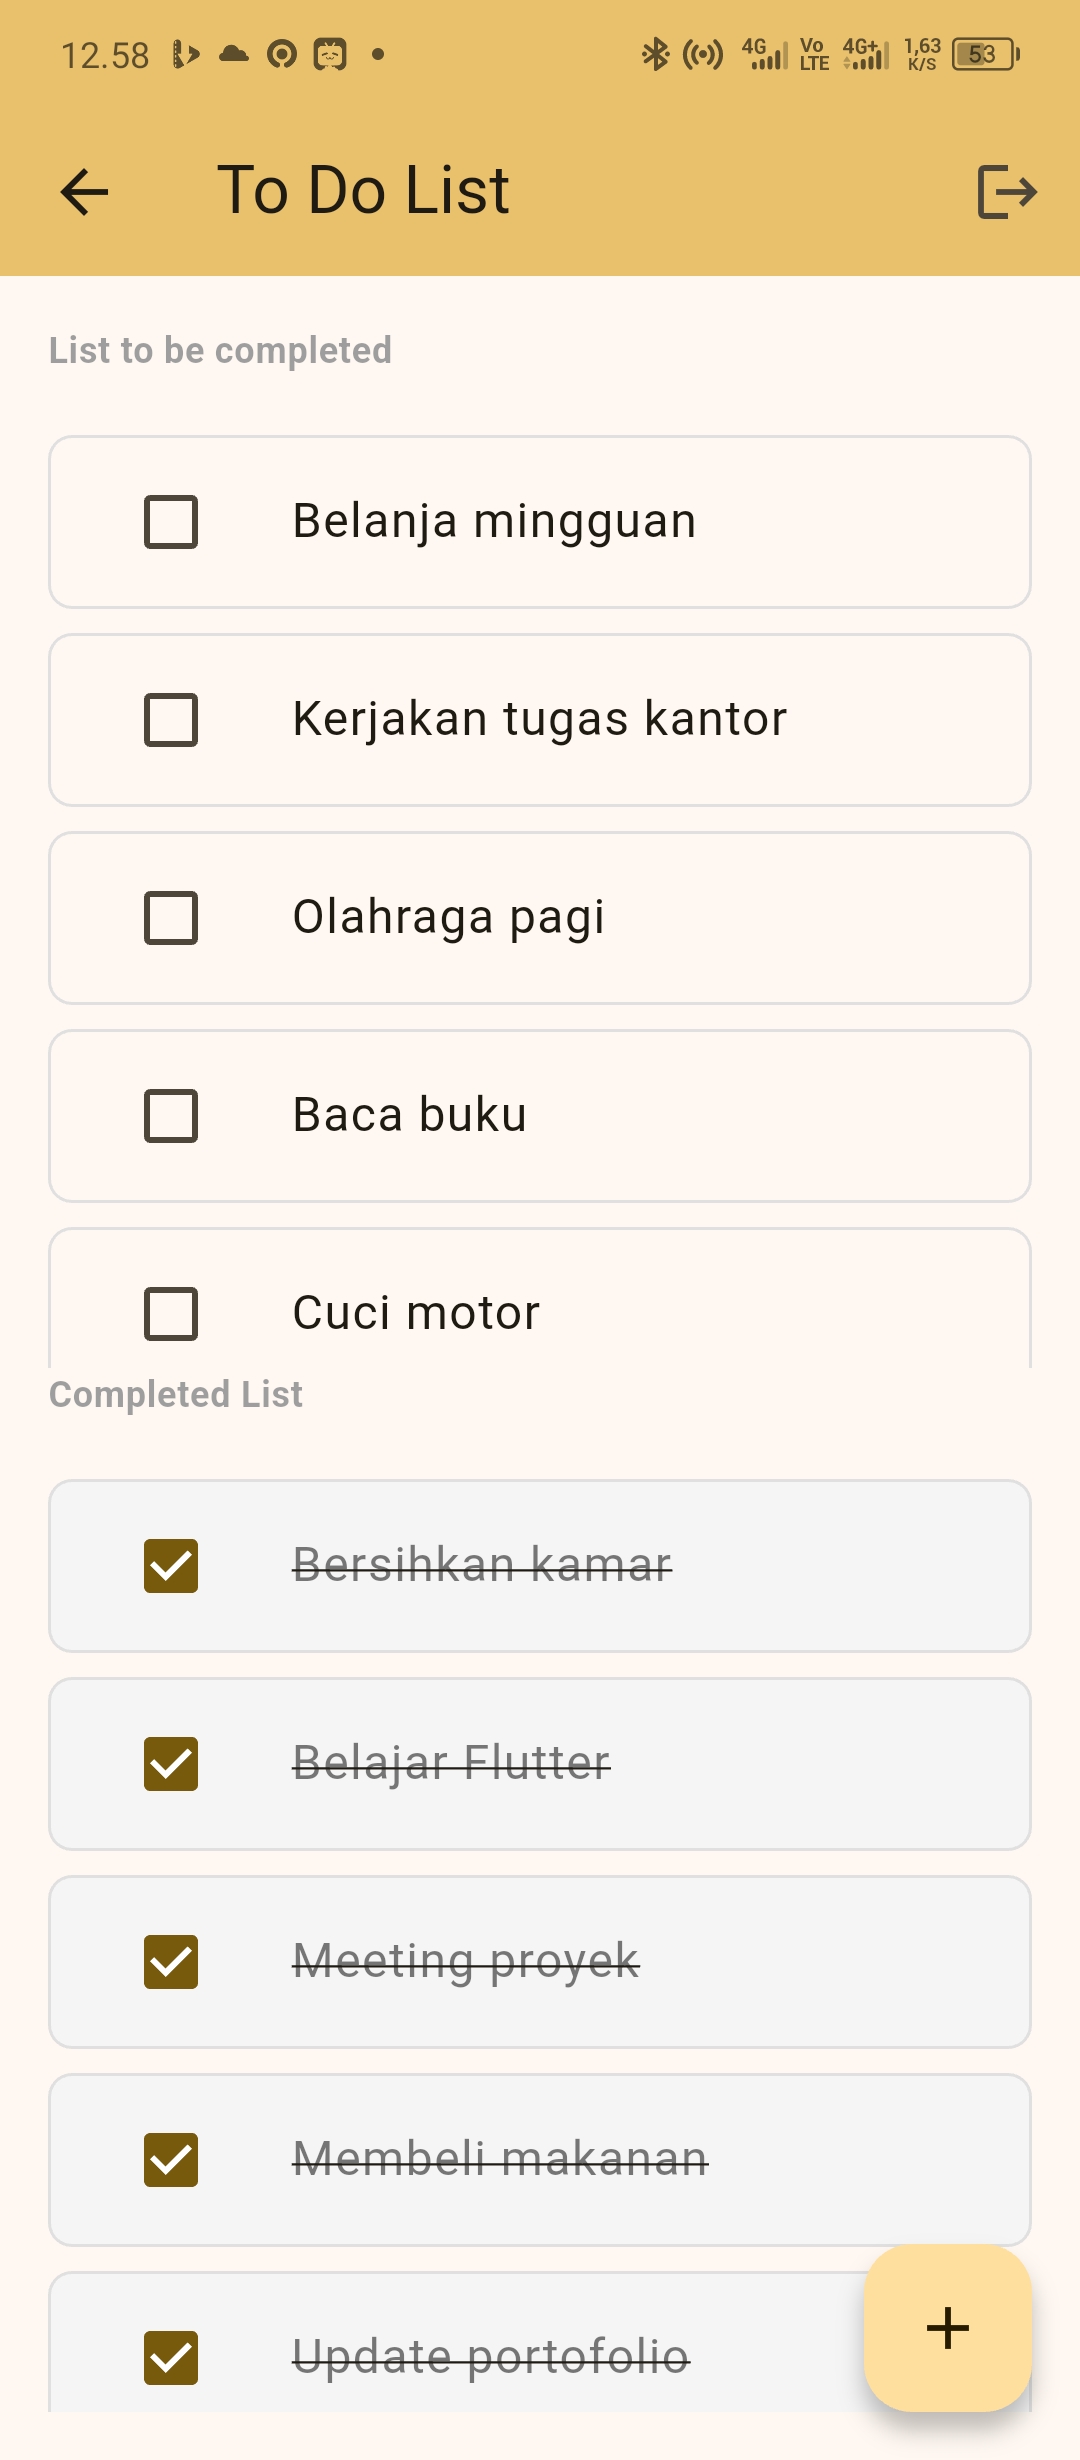 12.58
4G
Vo
LTE
4G+
1,63
K/S
53
To Do List
List to be completed
Belanja mingguan
Kerjakan tugas kantor
Olahraga pagi
Baca buku
Cuci motor
Completed List
Bersihkan kamar
Belajar Flutter
Meeting proyek
Membeli makanan
Update portofolio